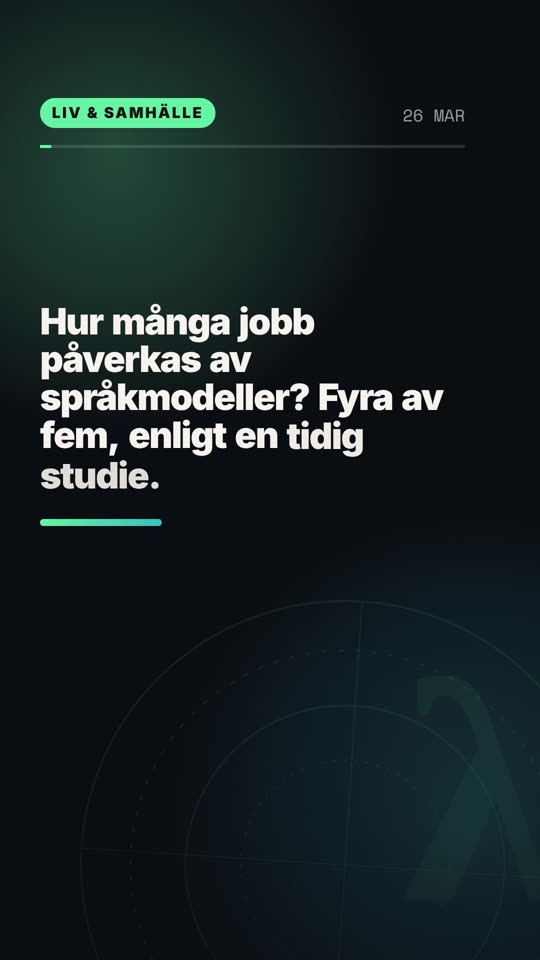 LIV & SAMHÄLLE
26 MAR
Hur många jobb
påverkas av
språkmodeller? Fyra av
fem, enligt en tidig
studie.
λ